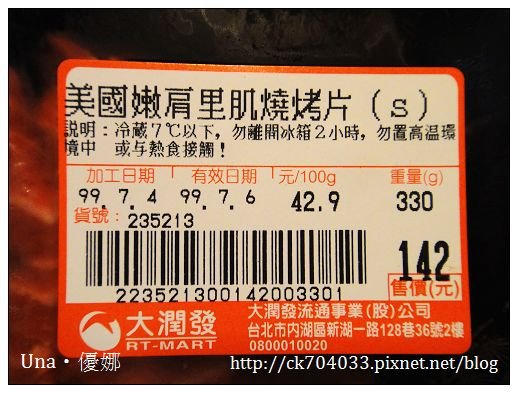 美國嫩肩里肌燒烤片(s)
說明：冷藏7℃以下，勿離開冰箱2小時，勿置高温環
境中 或与熱食接觸！
加工日期 有效日期 元/100g 重量(g)
99.7.4 99.7.6 42.9 330
貨號：235213
142
223521300142003301
售價(元)
大潤發 大潤發流通事業(股)公司
RT-MART 台北市内湖區新湖一路128巷36號2樓
0800010020
Una・優娜 http://ck704033.pixnet.net/blog